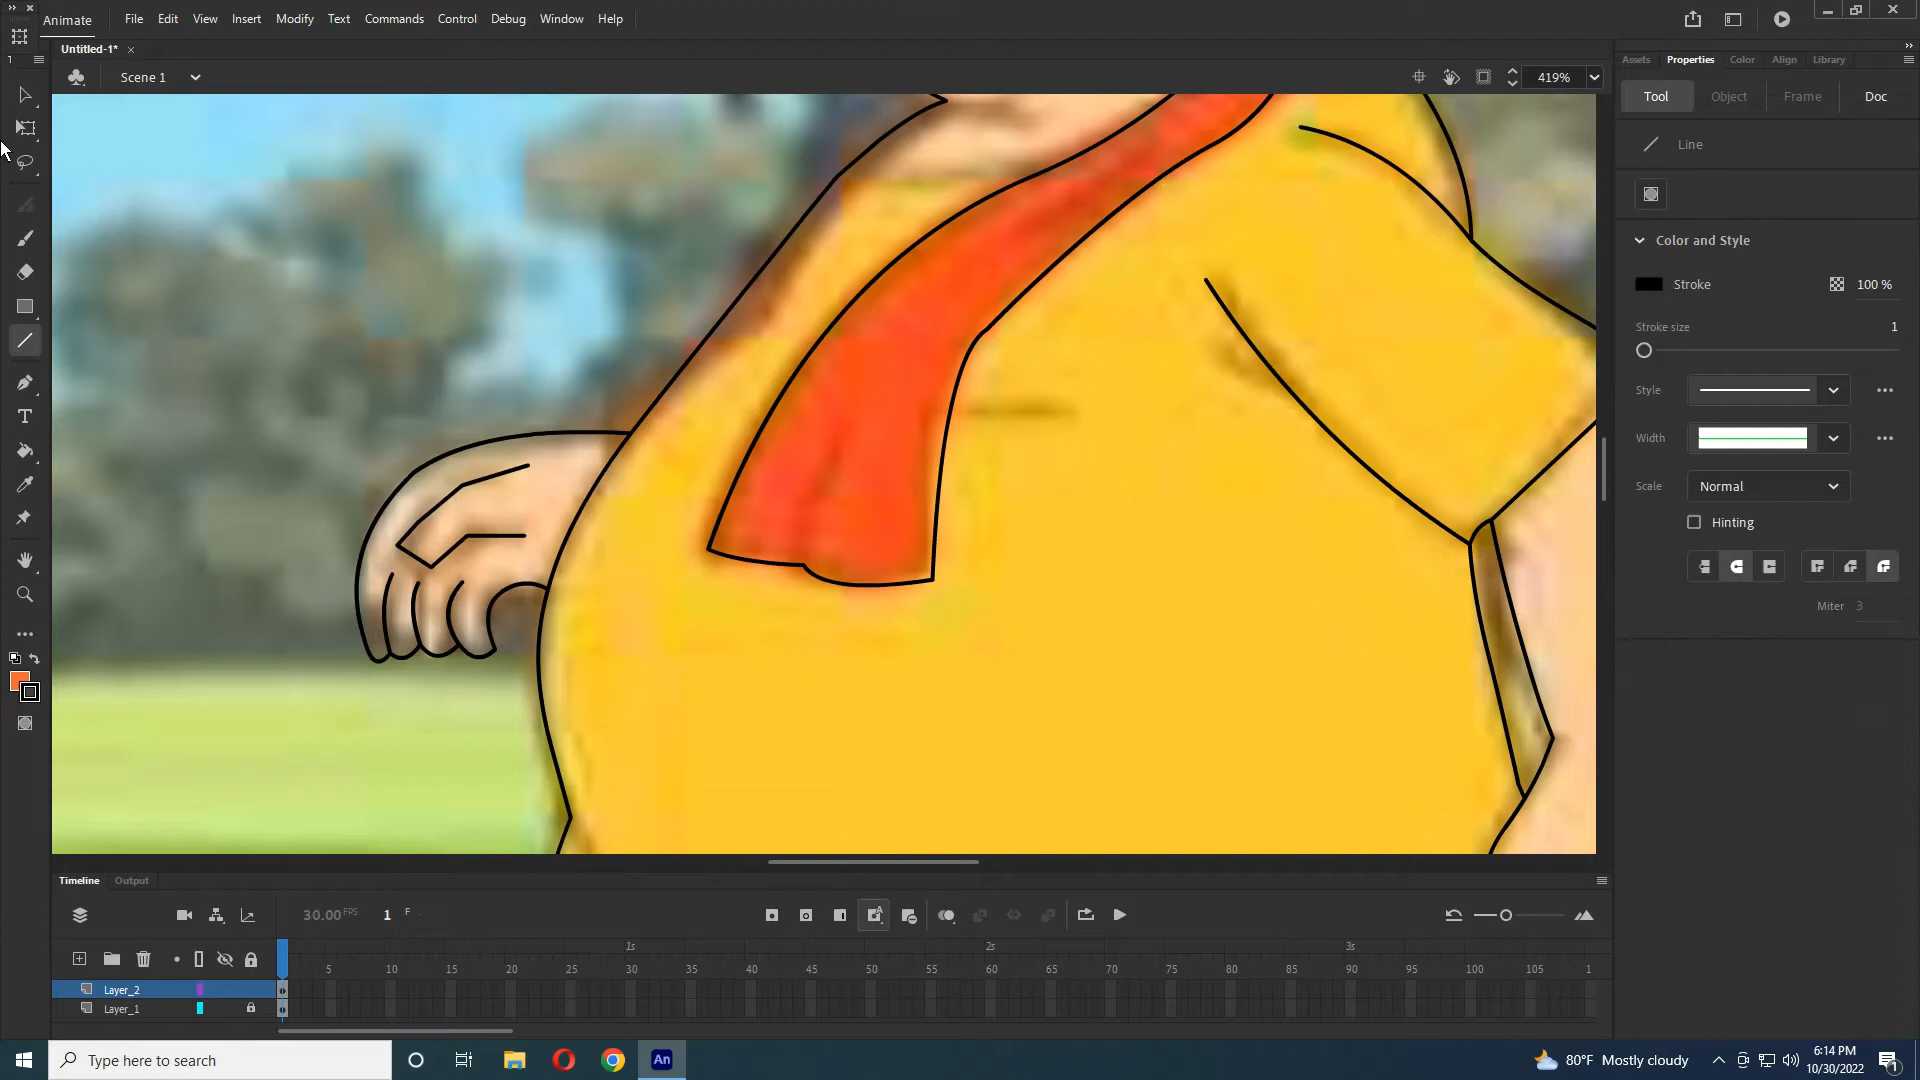 Animate File Edit View Insert Modify Text Commands Control Debug Window Help
Untitled-1*
Scene 1
419%
Assets Properties Color Align Library
Tool Object Frame Doc
Line
Color and Style
Stroke 100 %
Stroke size 1
Style
Width
Scale Normal
Hinting
Miter 3
Timeline Output
30.00 FPS 1 F
1s 2s 3s
5 10 15 20 25 30 35 40 45 50 55 60 65 70 75 80 85 90 95 100 105 1
Layer_2
Layer_1
Type here to search
An
80°F Mostly cloudy
6:14 PM
10/30/2022
1